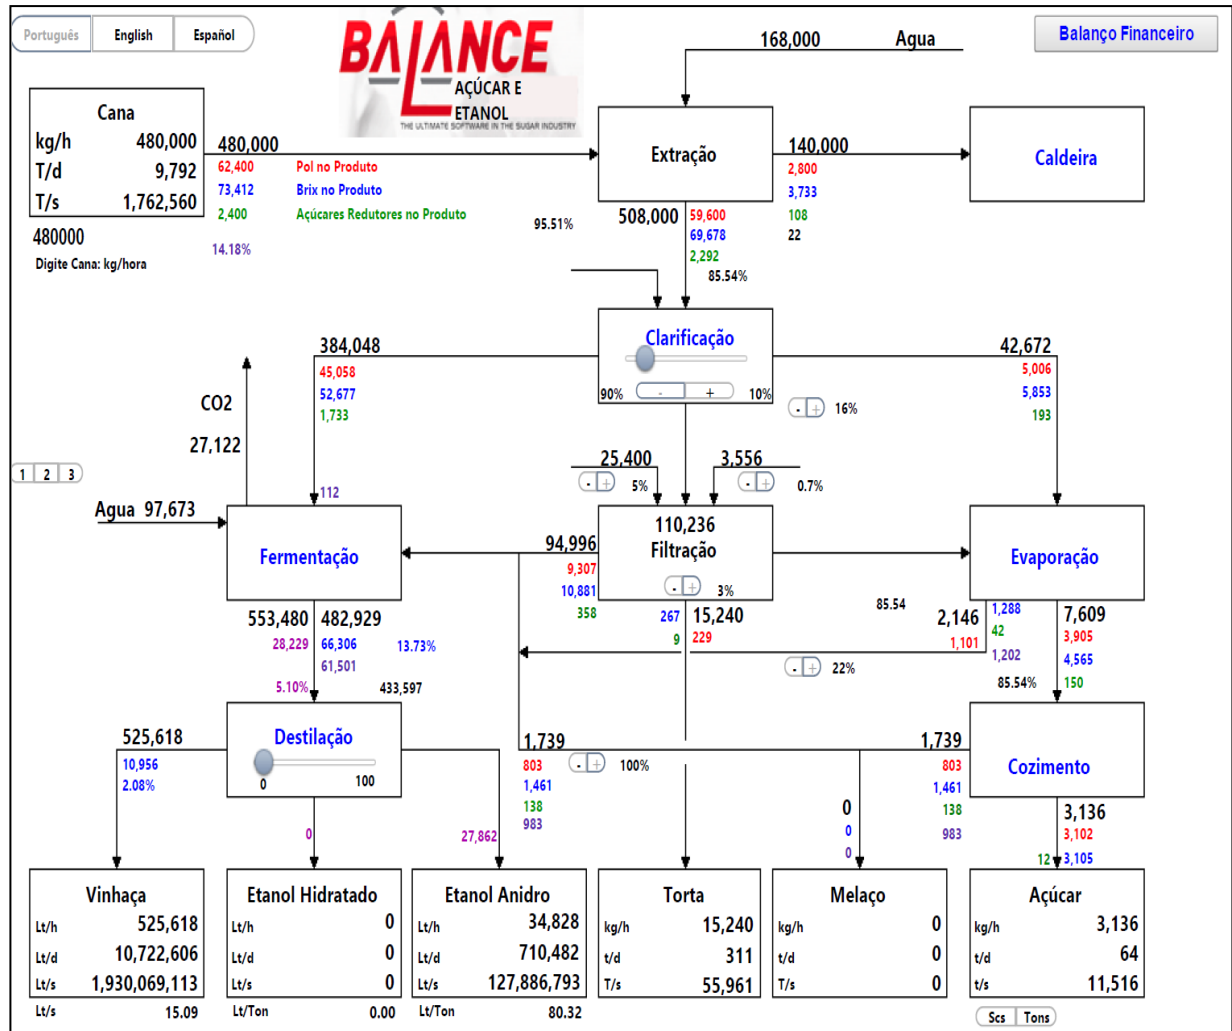 Português English Español
BALANCE
AÇÚCAR E
ETANOL
THE ULTIMATE SOFTWARE IN THE SUGAR INDUSTRY
168,000 Agua
Balanço Financeiro
Cana
kg/h 480,000
T/d 9,792
T/s 1,762,560
480000
Digite Cana: kg/hora
480,000
62,400 Pol no Produto
73,412 Brix no Produto
2,400 Açúcares Redutores no Produto
14.18%
95.51%
Extração
140,000
2,800
3,733
108
22
Caldeira
508,000
59,600
69,678
2,292
85.54%
Clarificação
90% - + 10%
- + 16%
384,048
45,058
52,677
1,733
42,672
5,006
5,853
193
CO2
27,122
1 2 3
112
Agua 97,673
25,400
- + 5%
3,556
- + 0.7%
Fermentação
94,996
9,307
10,881
358
110,236
Filtração
- + 3%
Evaporação
553,480
28,229
5.10%
482,929
66,306
61,501
13.73%
433,597
267
9
15,240
229
85.54
2,146
1,101
1,288
42
1,202
- + 22%
7,609
3,905
4,565
150
85.54%
525,618
10,956
2.08%
Destilação
0 100
1,739
803
1,461
138
983
- + 100%
1,739
803
1,461
138
983
Cozimento
0
27,862
0
0
0
3,136
3,102
12 3,105
Vinhaça
Lt/h 525,618
Lt/d 10,722,606
Lt/s 1,930,069,113
Lt/s 15.09
Etanol Hidratado
Lt/h 0
Lt/d 0
Lt/s 0
Lt/Ton 0.00
Etanol Anidro
Lt/h 34,828
Lt/d 710,482
Lt/s 127,886,793
Lt/Ton 80.32
Torta
kg/h 15,240
t/d 311
T/s 55,961
Melaço
kg/h 0
t/d 0
T/s 0
Açúcar
kg/h 3,136
t/d 64
t/s 11,516
Scs Tons